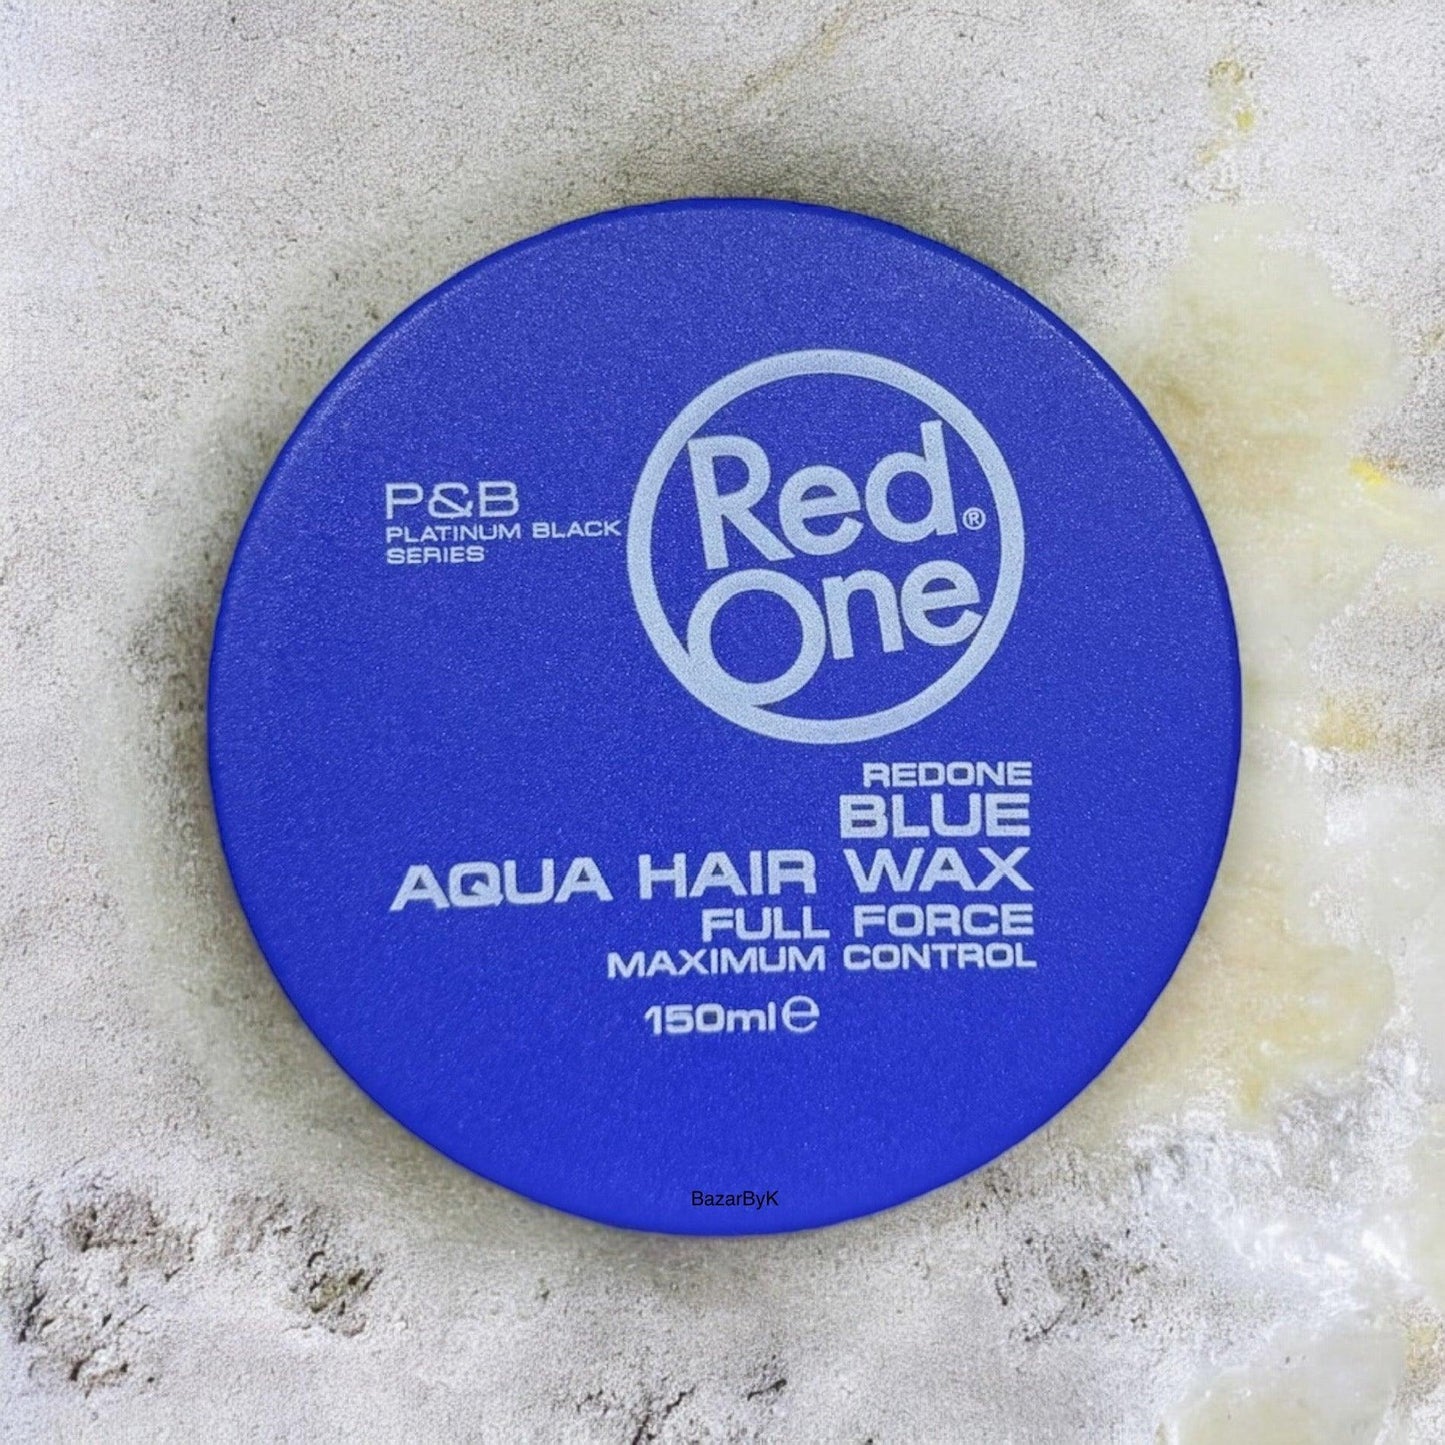 P&B
PLATINUM BLACK
SERIES
Red®
One
REDONE
BLUE
AQUA HAIR WAX
FULL FORCE
MAXIMUM CONTROL
150ml℮
BazarByK